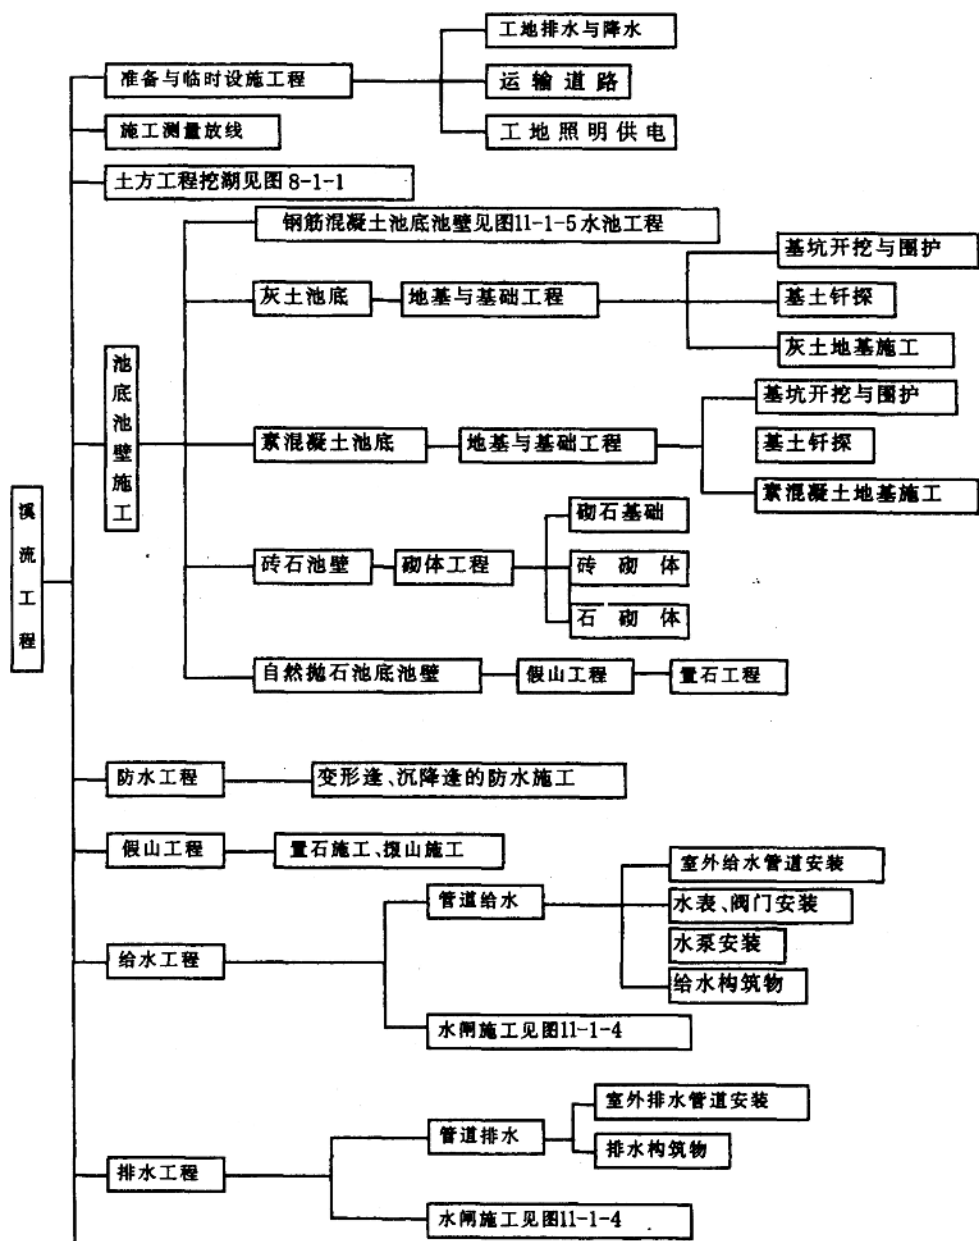 工地排水与降水
准备与临时设施工程
运输道路
施工测量放线
工地照明供电
土方工程挖湖见图8-1-1
钢筋混凝土池底池壁见图11-1-5水池工程
基坑开挖与围护
灰土池底
地基与基础工程
基土钎探
灰土地基施工
池底池壁施工
基坑开挖与围护
素混凝土池底
地基与基础工程
基土钎探
素混凝土地基施工
溪流工程
砌石基础
砖石池壁
砌体工程
砖砌体
石砌体
自然抛石池底池壁
假山工程
置石工程
防水工程
变形逢、沉降逢的防水施工
假山工程
置石施工、掇山施工
室外给水管道安装
管道给水
水表、阀门安装
水泵安装
给水工程
给水构筑物
水闸施工见图11-1-4
室外排水管道安装
管道排水
排水构筑物
排水工程
水闸施工见图11-1-4